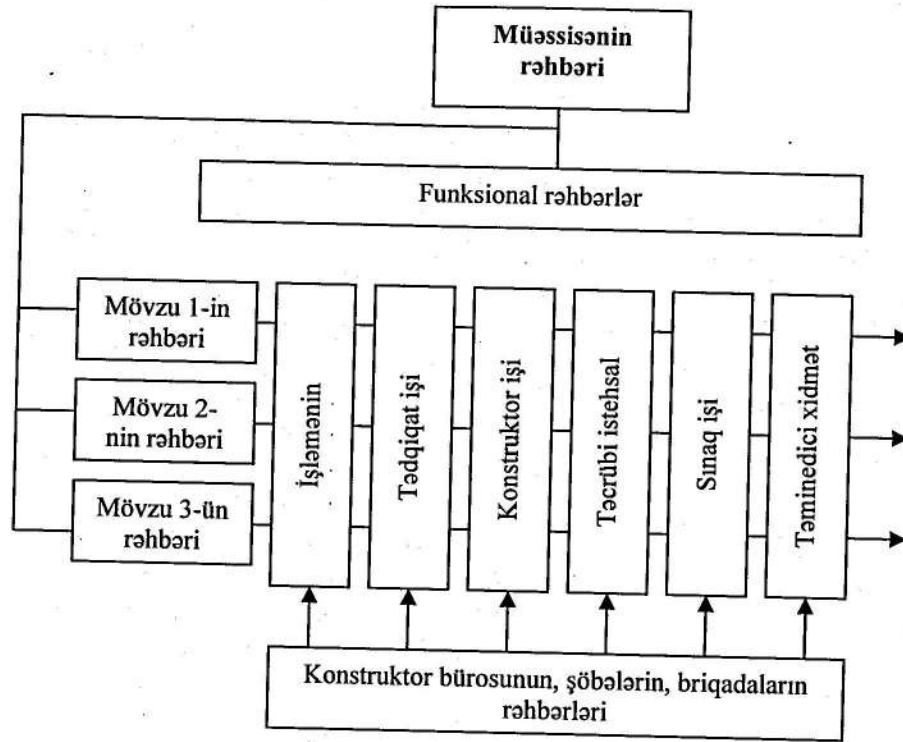 Müəssisənin
rəhbəri
Funksional rəhbərlər
Mövzu 1-in
rəhbəri
Mövzu 2-
nin rəhbəri
Mövzu 3-ün
rəhbəri
İşləmənin
Tədqiqat işi
Konstruktor işi
Təcrübi istehsal
Sınaq işi
Təminedici xidmət
Konstruktor bürosunun, şöbələrin, briqadaların
rəhbərləri